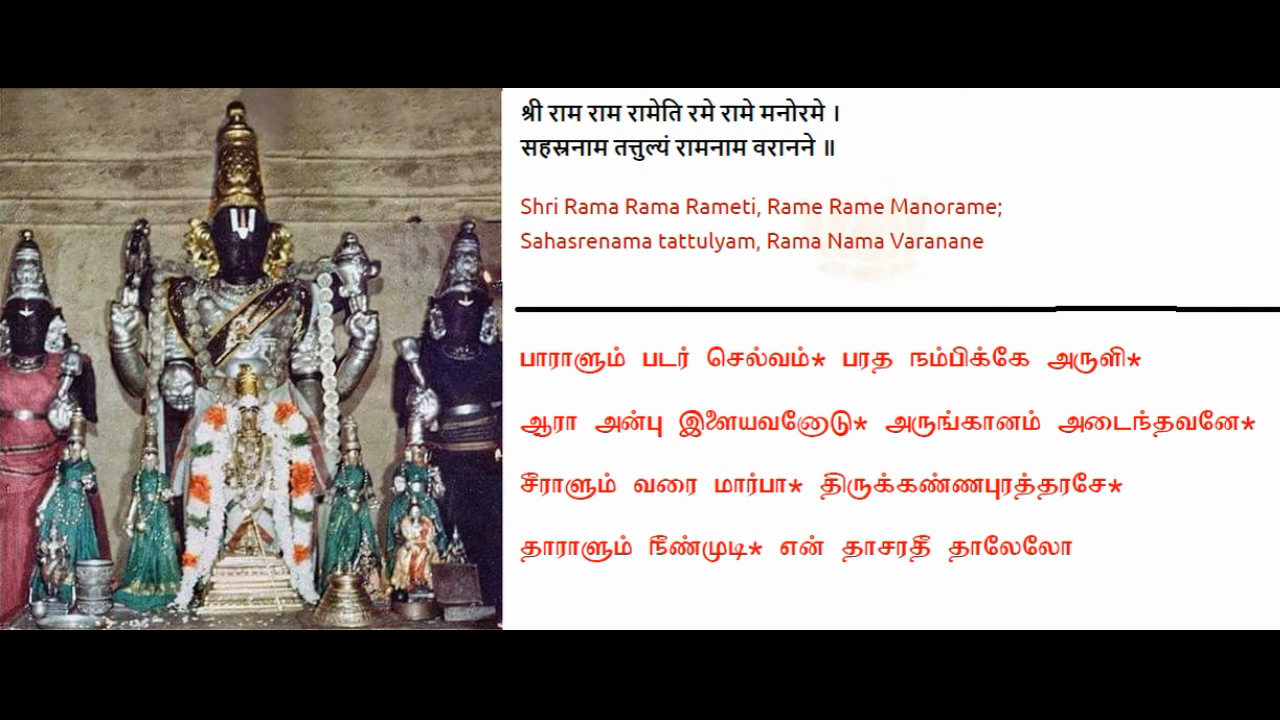 श्री राम राम रामेति रमे रामे मनोरमे ।
सहस्रनाम तत्तुल्यं रामनाम वरानने ॥
Shri Rama Rama Rameti, Rame Rame Manorame;
Sahasrenama tattulyam, Rama Nama Varanane
பாராளும் படர் செல்வம்* பரத நம்பிக்கே அருளி*
ஆரா அன்பு இளையவனோடு* அருங்கானம் அடைந்தவனே*
சீராளும் வரை மார்பா* திருக்கண்ணபுரத்தரசே*
தாராளும் நீண்முடி* என் தாசரதீ தாலேலோ